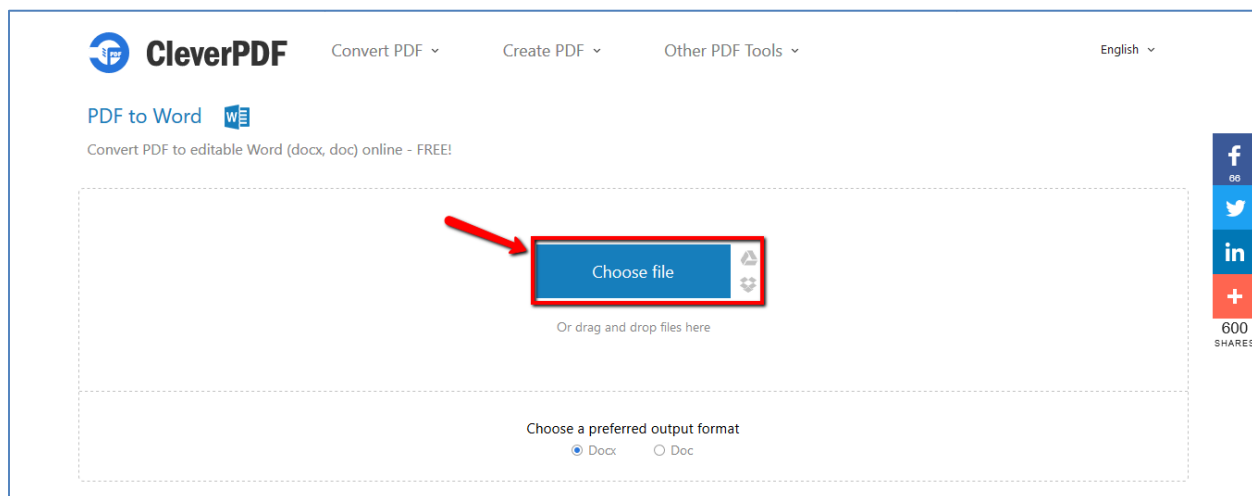 CleverPDF Convert PDF Create PDF Other PDF Tools English
PDF to Word W
Convert PDF to editable Word (docx, doc) online - FREE!
66
Choose file
Or drag and drop files here
600
SHARES
Choose a preferred output format
Docx Doc